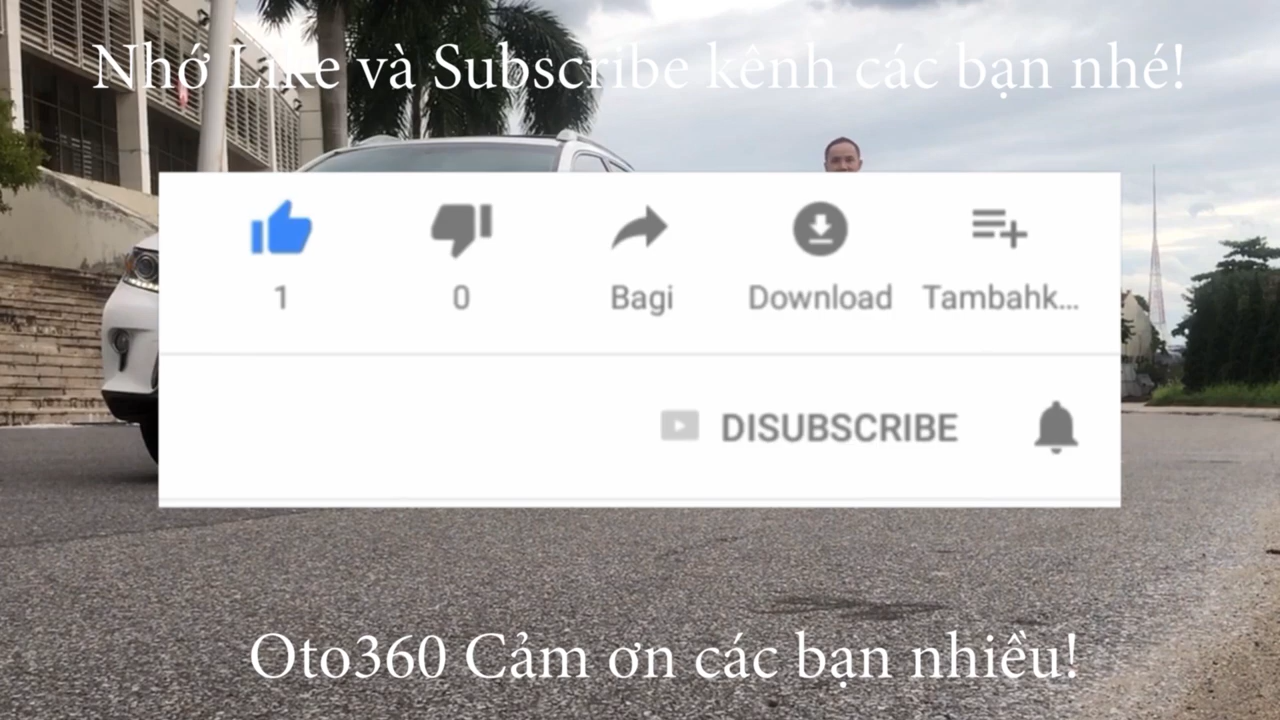 Nhớ Like và Subscribe kênh các bạn nhé!
1 0 Bagi Download Tambahk...
DISUBSCRIBE
Oto360 Cảm ơn các bạn nhiều!